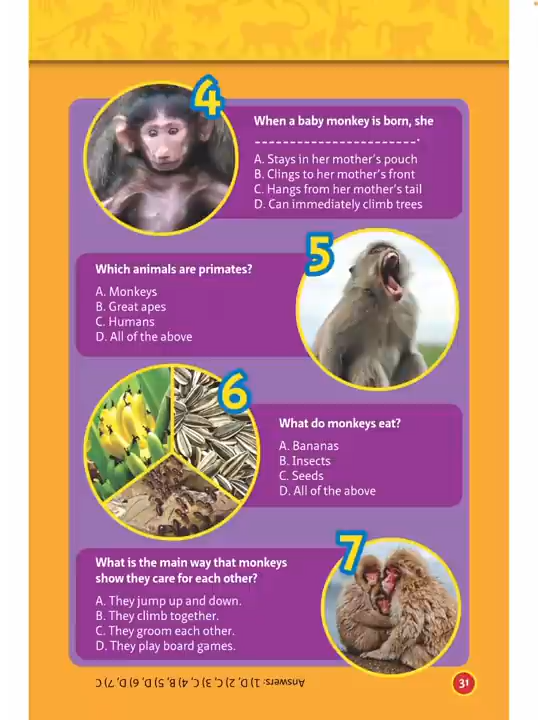 4
When a baby monkey is born, she
_ _ _ _ _ _ _ _ _ _ _ _ _ _ _ _ _ _ _ _ _ _ _.
A. Stays in her mother's pouch
B. Clings to her mother's front
C. Hangs from her mother's tail
D. Can immediately climb trees
5
Which animals are primates?
A. Monkeys
B. Great apes
C. Humans
D. All of the above
6
What do monkeys eat?
A. Bananas
B. Insects
C. Seeds
D. All of the above
7
What is the main way that monkeys
show they care for each other?
A. They jump up and down.
B. They climb together.
C. They groom each other.
D. They play board games.
Answers: 1) D, 2) C, 3) C, 4) B, 5) D, 6) D, 7) C
31